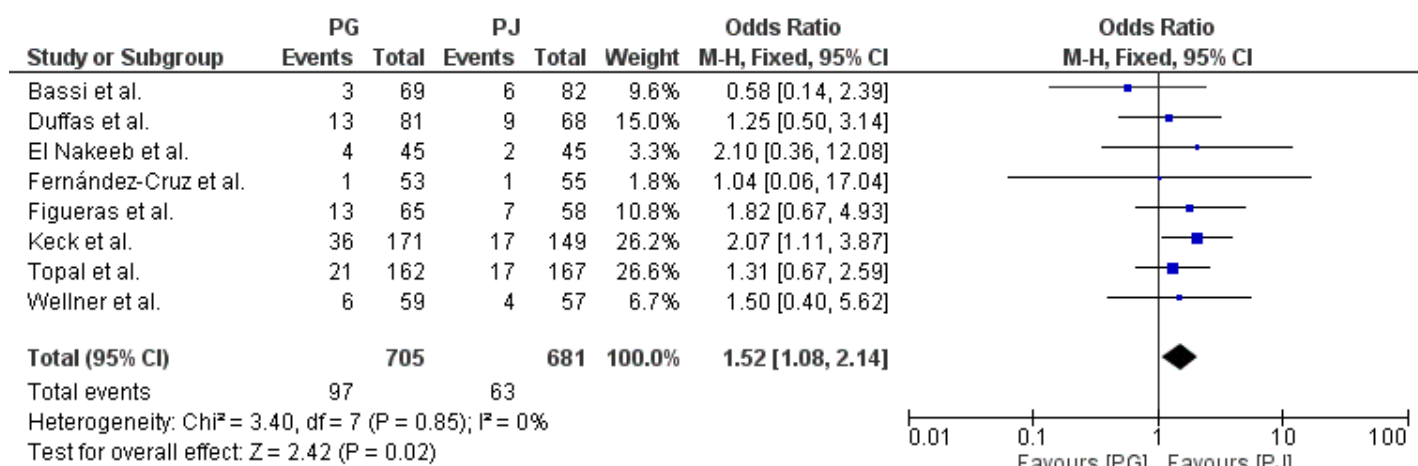 PG PJ Odds Ratio Odds Ratio
Study or Subgroup Events Total Events Total Weight M-H, Fixed, 95% CI M-H, Fixed, 95% CI
Bassi et al. 3 69 6 82 9.6% 0.58 [0.14, 2.39]
Duffas et al. 13 81 9 68 15.0% 1.25 [0.50, 3.14]
El Nakeeb et al. 4 45 2 45 3.3% 2.10 [0.36, 12.08]
Fernández-Cruz et al. 1 53 1 55 1.8% 1.04 [0.06, 17.04]
Figueras et al. 13 65 7 58 10.8% 1.82 [0.67, 4.93]
Keck et al. 36 171 17 149 26.2% 2.07 [1.11, 3.87]
Topal et al. 21 162 17 167 26.6% 1.31 [0.67, 2.59]
Wellner et al. 6 59 4 57 6.7% 1.50 [0.40, 5.62]
Total (95% CI) 705 681 100.0% 1.52 [1.08, 2.14]
Total events 97 63
Heterogeneity: Chi² = 3.40, df = 7 (P = 0.85); I² = 0%
Test for overall effect: Z = 2.42 (P = 0.02)
0.01 0.1 1 10 100
Favours [PG] Favours [PJ]